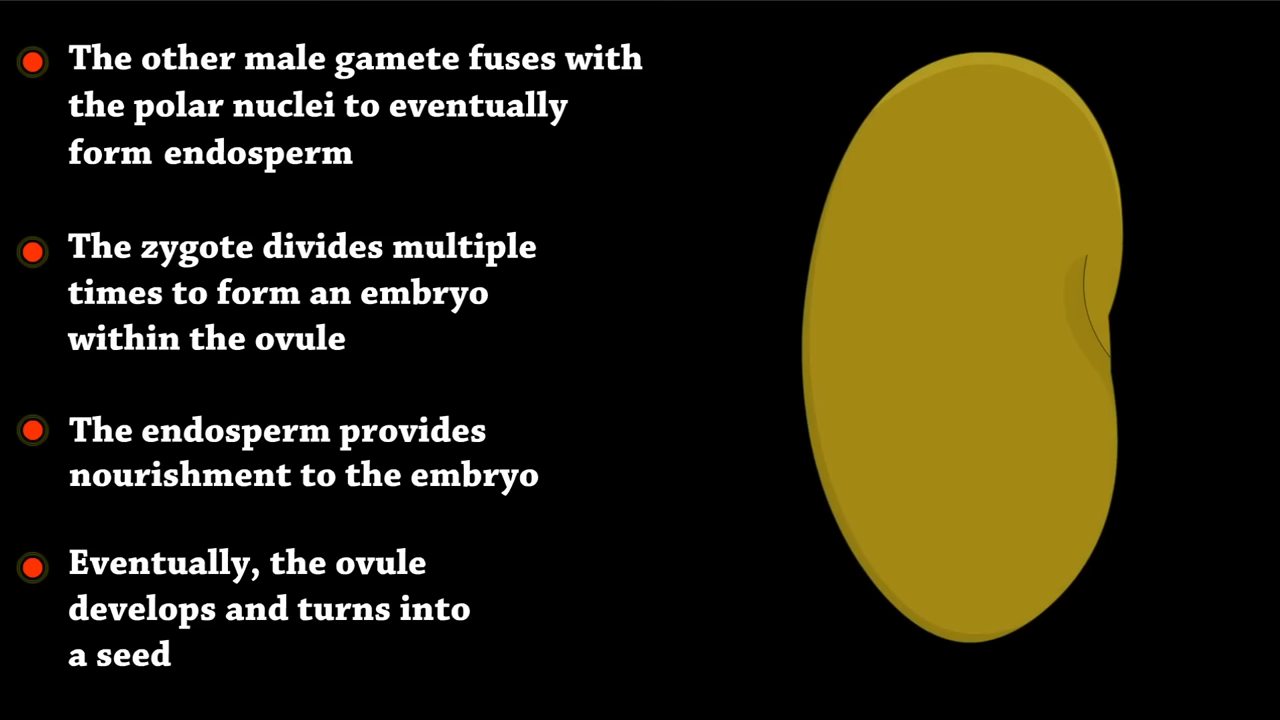 The other male gamete fuses with
the polar nuclei to eventually
form endosperm
The zygote divides multiple
times to form an embryo
within the ovule
The endosperm provides
nourishment to the embryo
Eventually, the ovule
develops and turns into
a seed